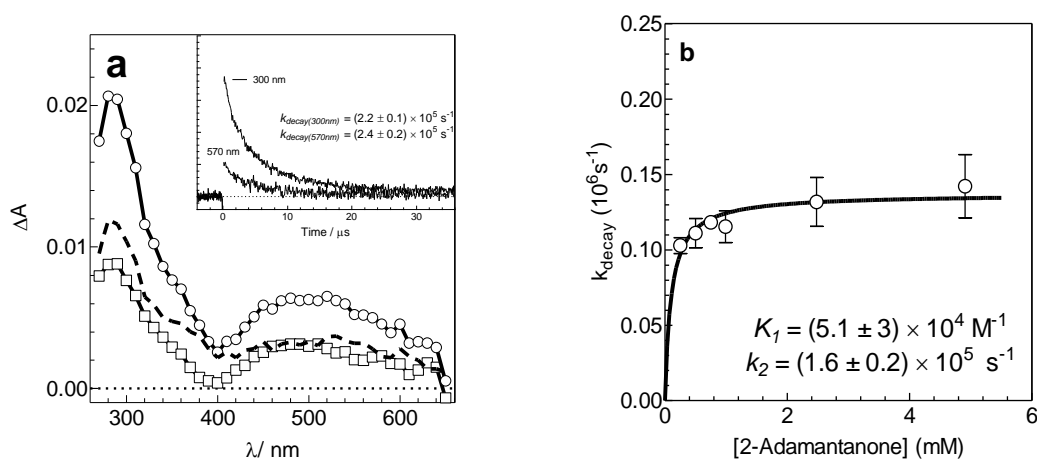 a
300 nm
k_decay(300nm) = (2.2 ± 0.1) × 10^5 s^-1
k_decay(570nm) = (2.4 ± 0.2) × 10^5 s^-1
570 nm
0 10 20 30
Time / μs
0.02
0.01
0.00
ΔA
300 400 500 600
λ/ nm
b
0.25
0.20
0.15
0.10
0.05
0.00
k_decay (10^6 s^-1)
K_1 = (5.1 ± 3) × 10^4 M^-1
k_2 = (1.6 ± 0.2) × 10^5 s^-1
0 2 4 6
[2-Adamantanone] (mM)